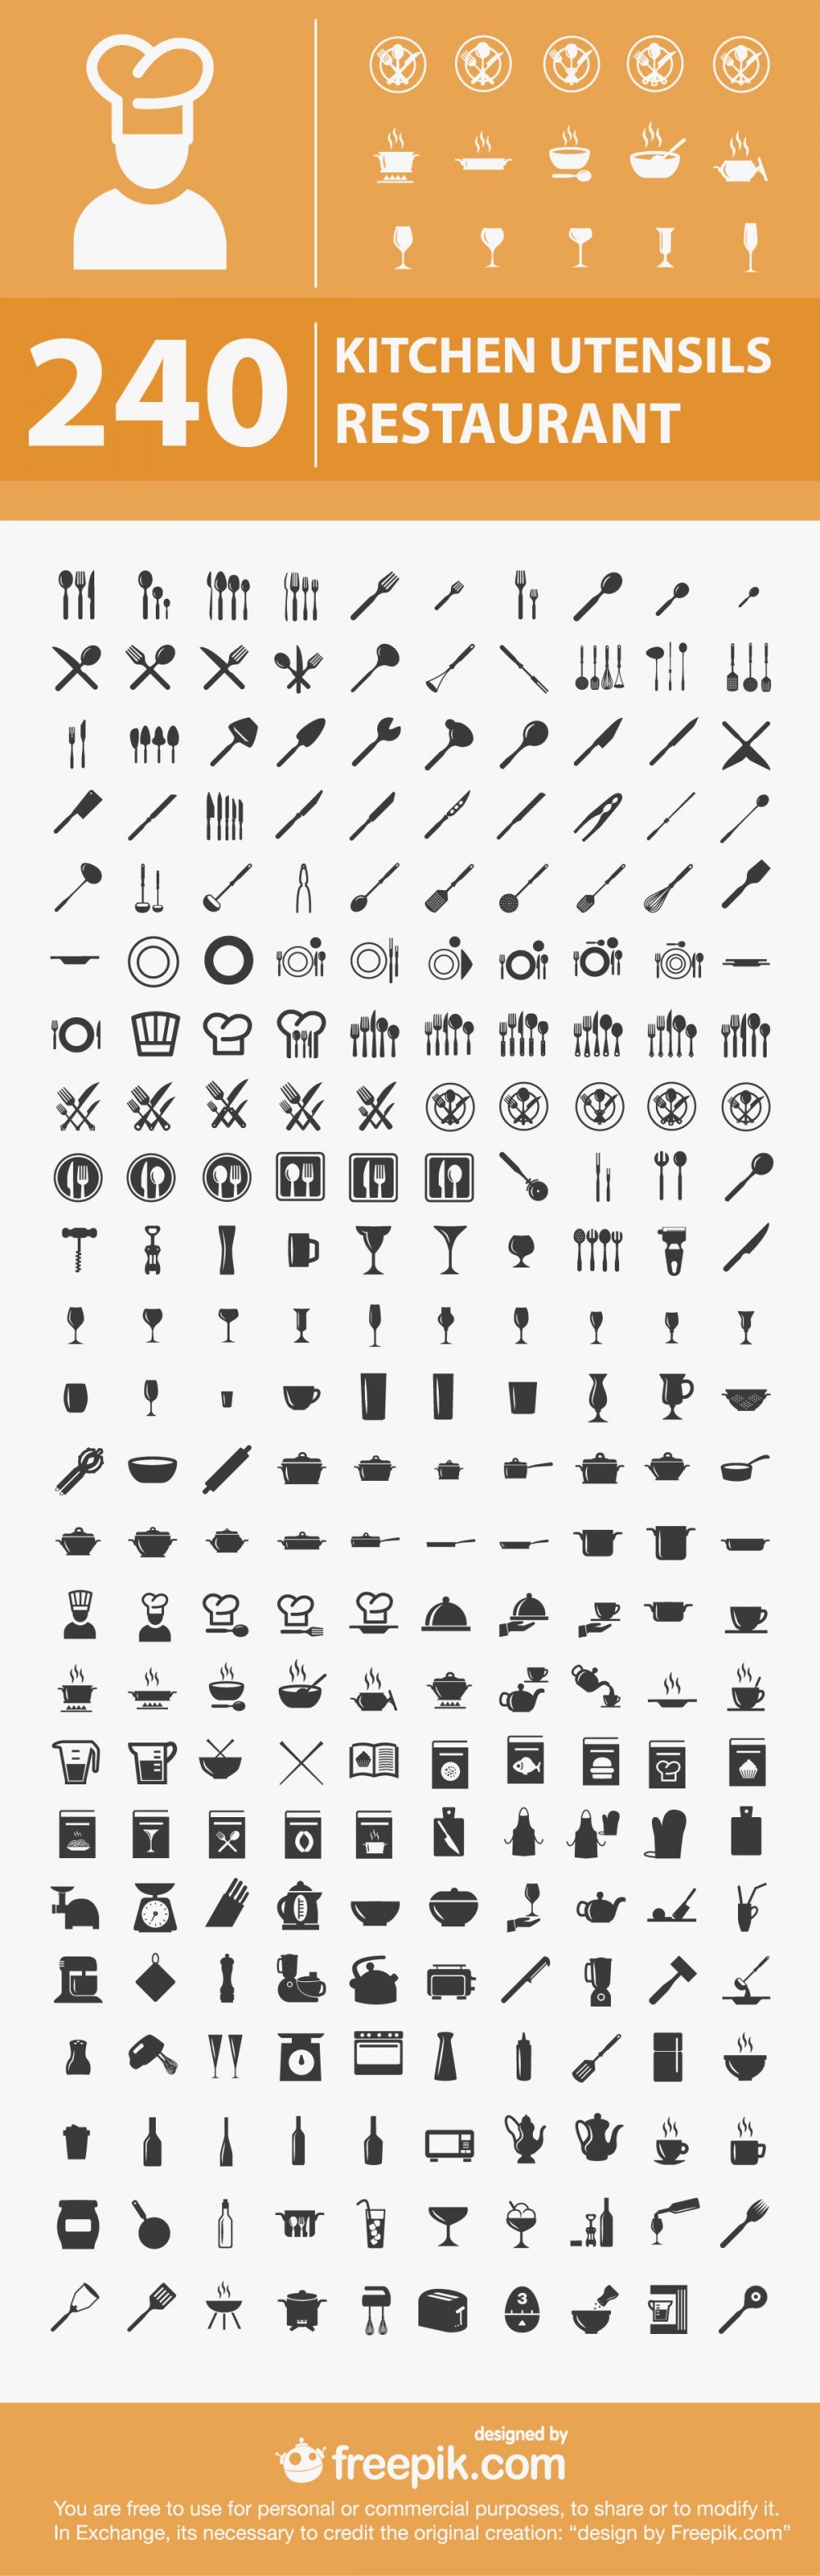 240
KITCHEN UTENSILS
RESTAURANT
3
designed by
freepik.com
You are free to use for personal or commercial purposes, to share or to modify it.
In Exchange, its necessary to credit the original creation: “design by Freepik.com”